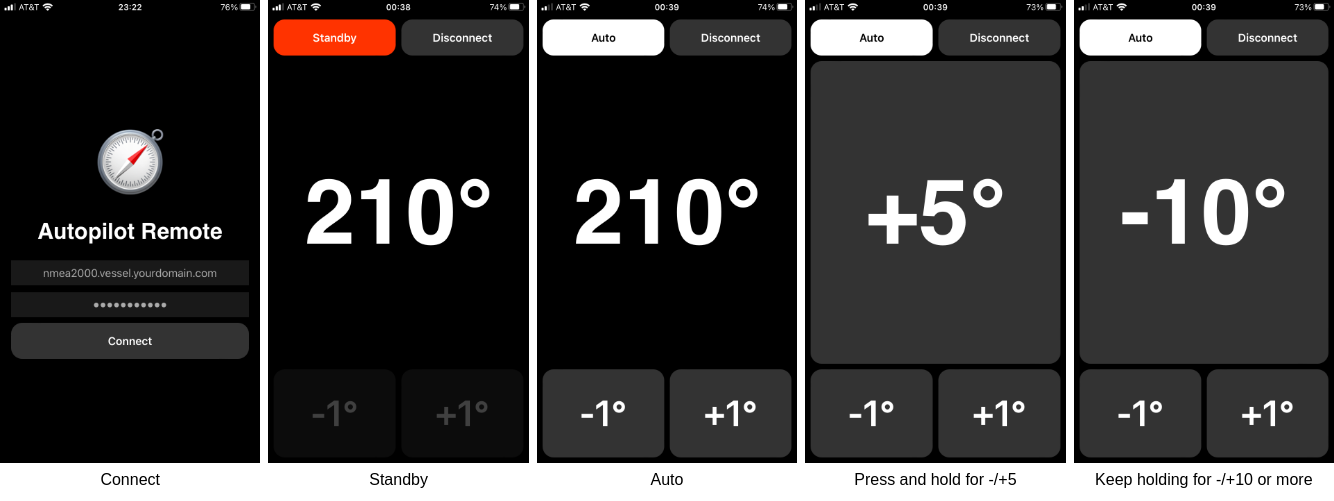 AT&T 23:22 76%
Autopilot Remote
nmea2000.vessel.yourdomain.com
•••••••••••
Connect
Connect
AT&T 00:38 74%
Standby Disconnect
210°
-1° +1°
Standby
AT&T 00:39 74%
Auto Disconnect
210°
-1° +1°
Auto
AT&T 00:39 73%
Auto Disconnect
+5°
-1° +1°
Press and hold for -/+5
AT&T 00:39 73%
Auto Disconnect
-10°
-1° +1°
Keep holding for -/+10 or more